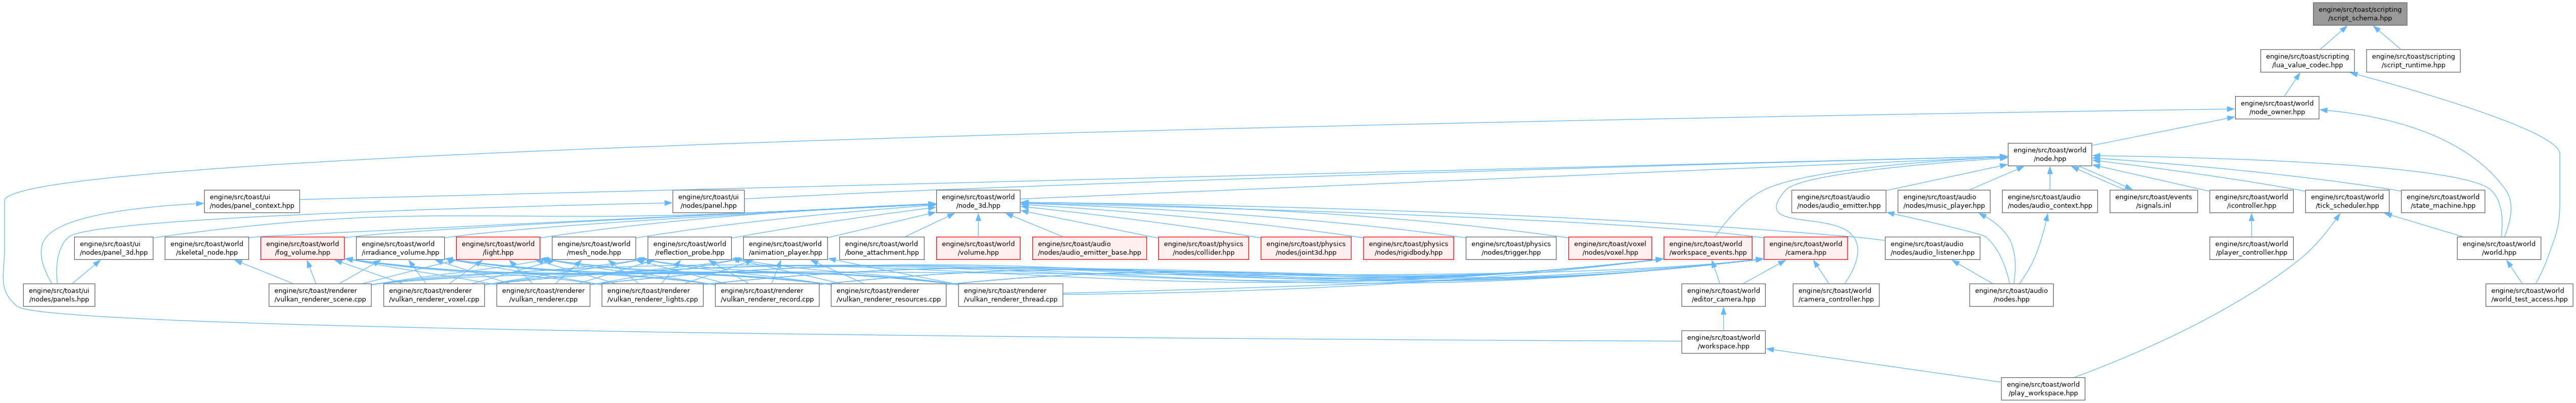 engine/src/toast/scripting
/script_schema.hpp
engine/src/toast/scripting
/lua_value_codec.hpp
engine/src/toast/scripting
/script_runtime.hpp
engine/src/toast/world
/node_owner.hpp
engine/src/toast/world
/node.hpp
engine/src/toast/ui
/nodes/panel_context.hpp
engine/src/toast/ui
/nodes/panel.hpp
engine/src/toast/world
/node_3d.hpp
engine/src/toast/audio
/nodes/audio_emitter.hpp
engine/src/toast/audio
/nodes/music_player.hpp
engine/src/toast/audio
/nodes/audio_context.hpp
engine/src/toast/events
/signals.inl
engine/src/toast/world
/icontroller.hpp
engine/src/toast/world
/tick_scheduler.hpp
engine/src/toast/world
/state_machine.hpp
engine/src/toast/ui
/nodes/panel_3d.hpp
engine/src/toast/world
/skeletal_node.hpp
engine/src/toast/world
/fog_volume.hpp
engine/src/toast/world
/irradiance_volume.hpp
engine/src/toast/world
/light.hpp
engine/src/toast/world
/mesh_node.hpp
engine/src/toast/world
/reflection_probe.hpp
engine/src/toast/world
/animation_player.hpp
engine/src/toast/world
/bone_attachment.hpp
engine/src/toast/world
/volume.hpp
engine/src/toast/audio
/nodes/audio_emitter_base.hpp
engine/src/toast/physics
/nodes/collider.hpp
engine/src/toast/physics
/nodes/joint3d.hpp
engine/src/toast/physics
/nodes/rigidbody.hpp
engine/src/toast/physics
/nodes/trigger.hpp
engine/src/toast/voxel
/nodes/voxel.hpp
engine/src/toast/world
/workspace_events.hpp
engine/src/toast/world
/camera.hpp
engine/src/toast/audio
/nodes/audio_listener.hpp
engine/src/toast/world
/player_controller.hpp
engine/src/toast/world
/world.hpp
engine/src/toast/ui
/nodes/panels.hpp
engine/src/toast/renderer
/vulkan_renderer_scene.cpp
engine/src/toast/renderer
/vulkan_renderer_voxel.cpp
engine/src/toast/renderer
/vulkan_renderer.cpp
engine/src/toast/renderer
/vulkan_renderer_lights.cpp
engine/src/toast/renderer
/vulkan_renderer_record.cpp
engine/src/toast/renderer
/vulkan_renderer_resources.cpp
engine/src/toast/renderer
/vulkan_renderer_thread.cpp
engine/src/toast/world
/editor_camera.hpp
engine/src/toast/world
/camera_controller.hpp
engine/src/toast/audio
/nodes.hpp
engine/src/toast/world
/world_test_access.hpp
engine/src/toast/world
/workspace.hpp
engine/src/toast/world
/play_workspace.hpp